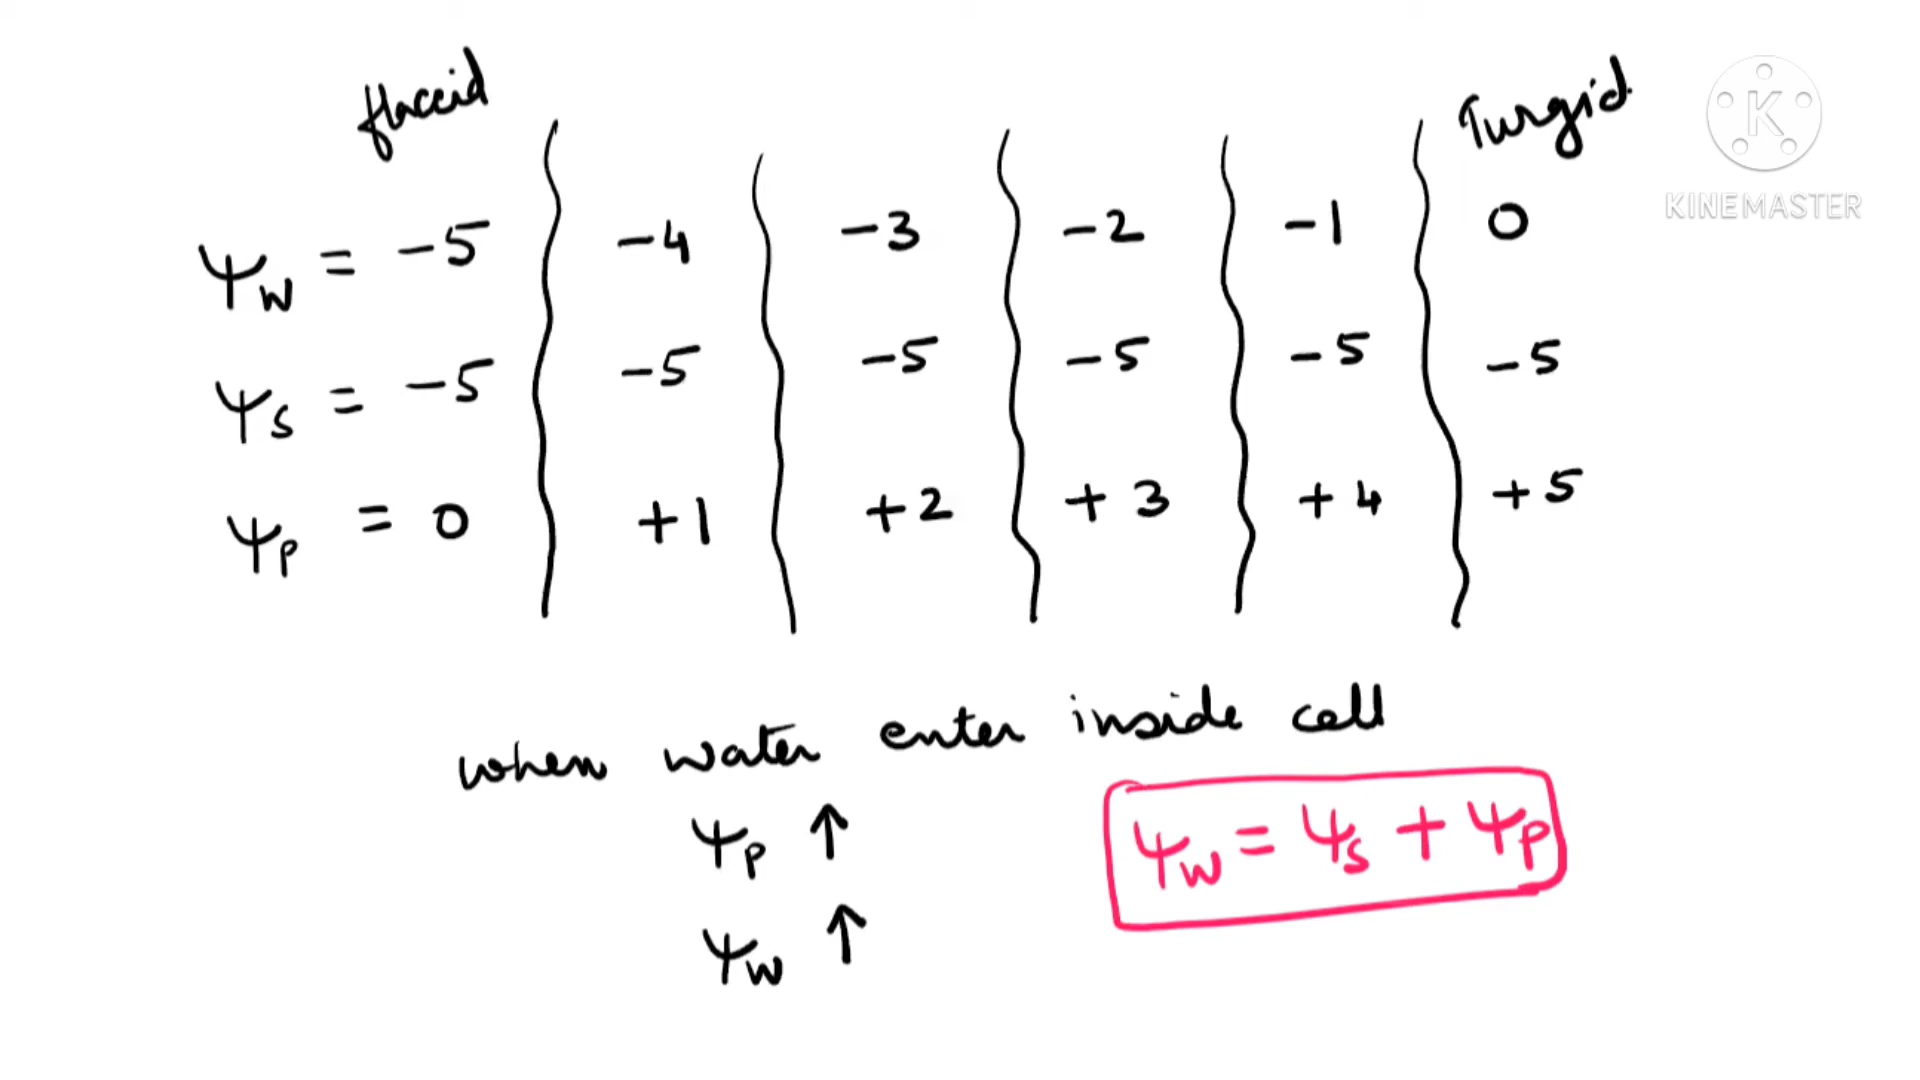 flaccid Turgid
K
KINEMASTER
Ψw = -5 -4 -3 -2 -1 0
Ψs = -5 -5 -5 -5 -5 -5
Ψp = 0 +1 +2 +3 +4 +5
when water enter inside cell
Ψp ↑
Ψw = Ψs + Ψp
Ψw ↑